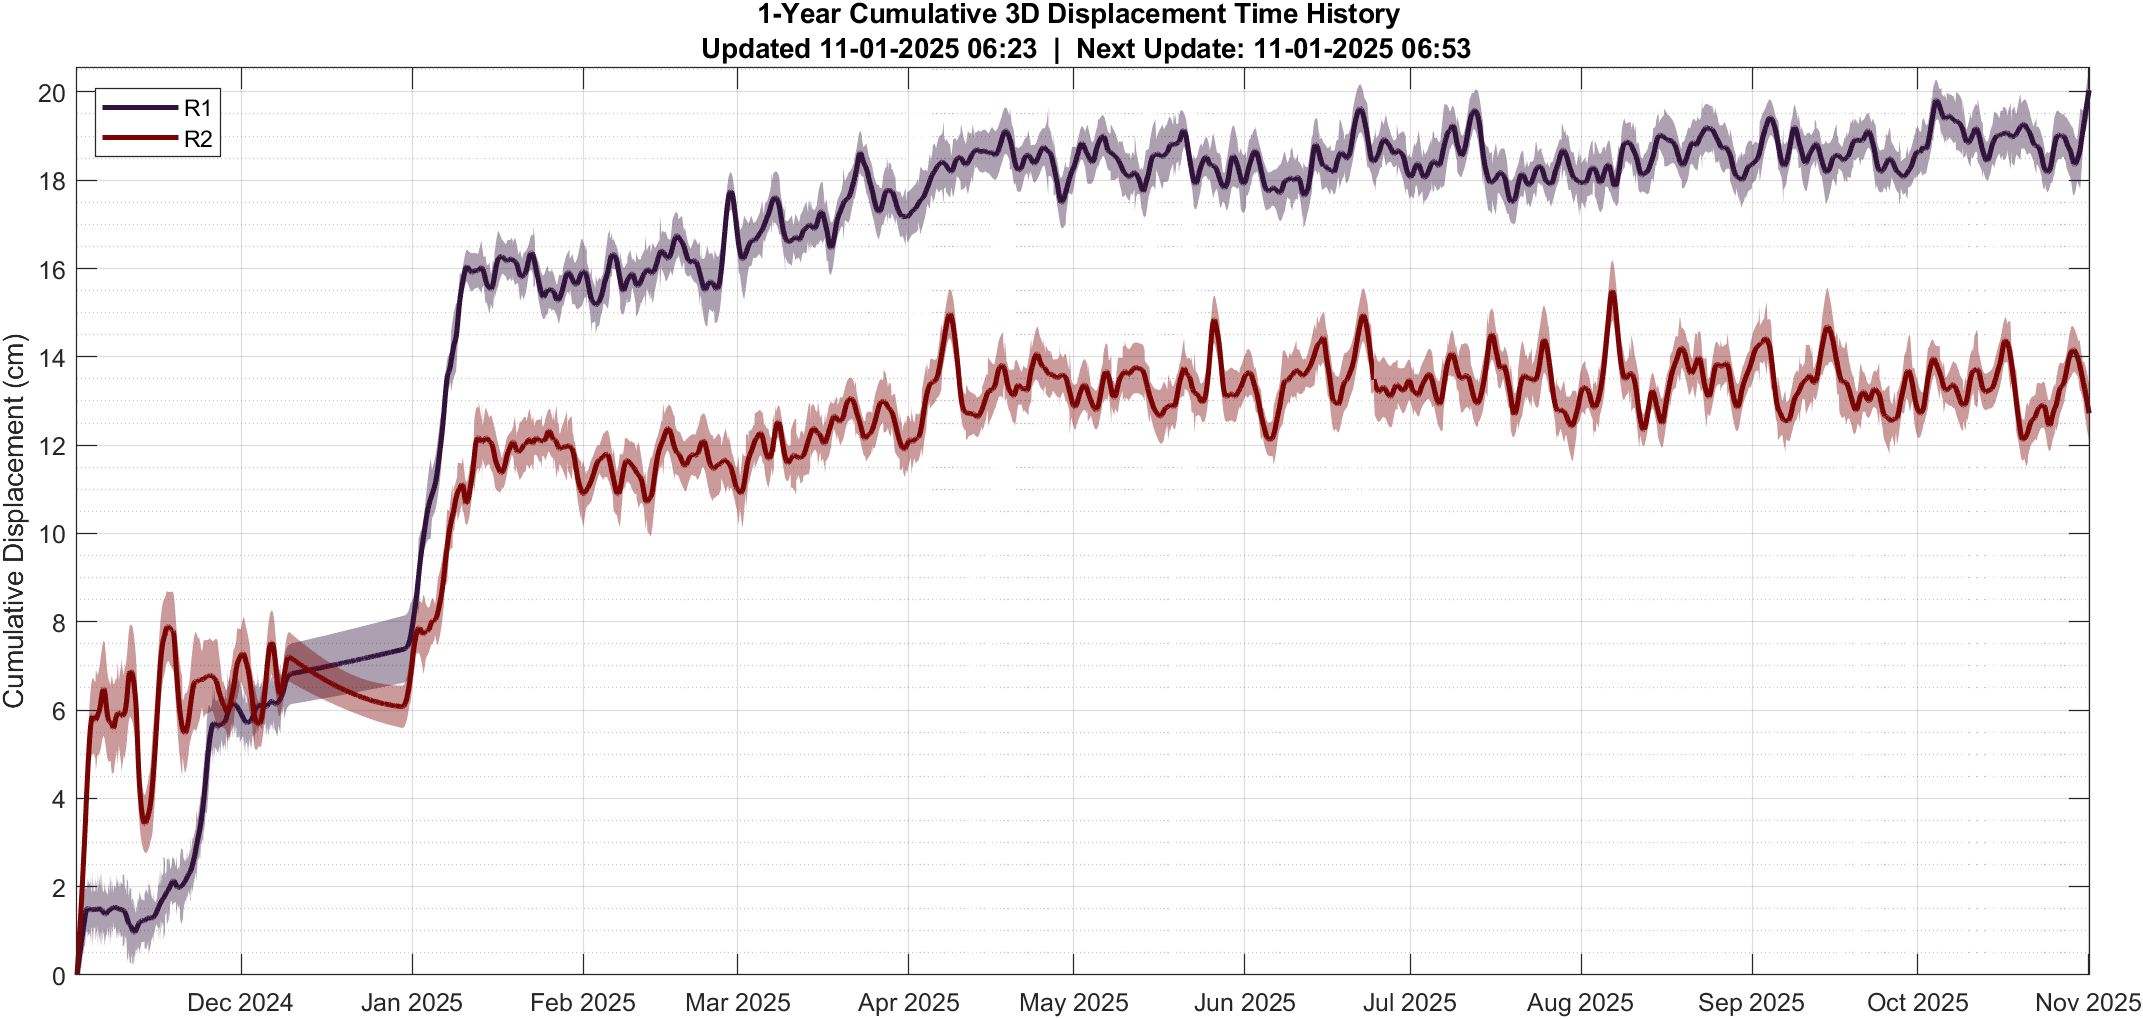 1-Year Cumulative 3D Displacement Time History
Updated 11-01-2025 06:23 | Next Update: 11-01-2025 06:53
R1
R2
Cumulative Displacement (cm)
20
18
16
14
12
10
8
6
4
2
0
Dec 2024 Jan 2025 Feb 2025 Mar 2025 Apr 2025 May 2025 Jun 2025 Jul 2025 Aug 2025 Sep 2025 Oct 2025 Nov 2025